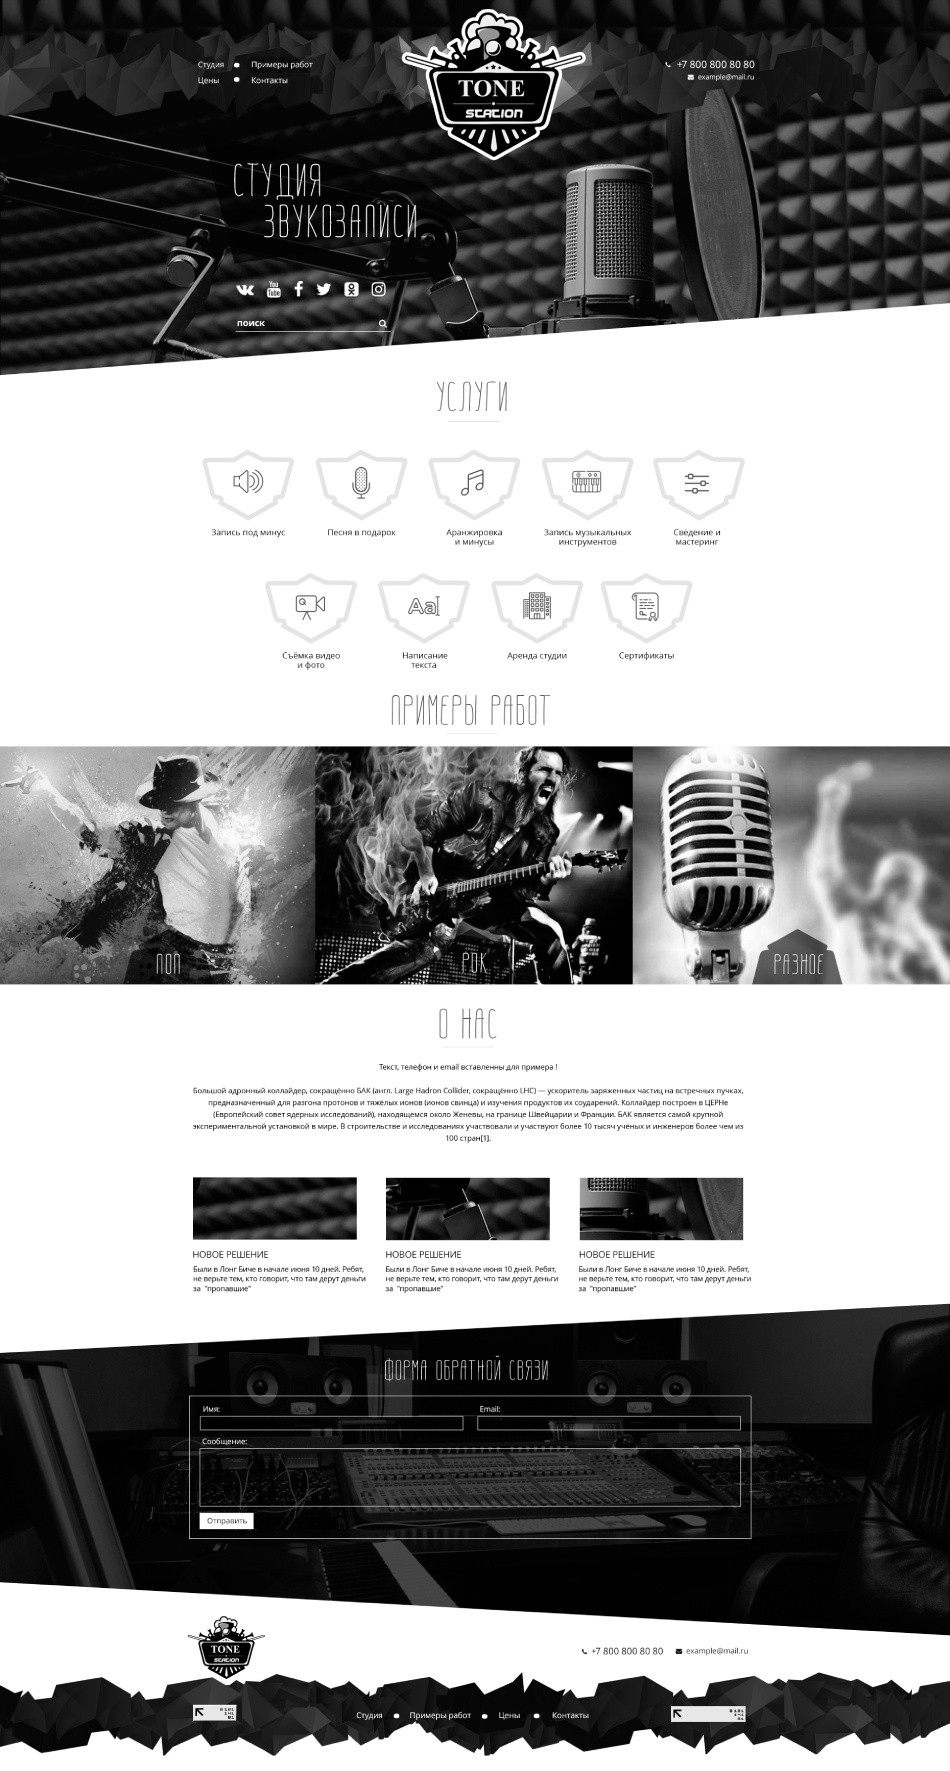 Студия
Примеры работ
Цены
Контакты
TONE
STATION
+7 800 800 80 80
example@mail.ru
СТУДИЯ
ЗВУКОЗАПИСИ
You
Tube
ПОИСК
УСЛУГИ
Запись под минус
Песня в подарок
Аранжировка
и минусы
Запись музыкальных
инструментов
Сведение и
мастеринг
Aa
Съёмка видео
и фото
Написание
текста
Аренда студии
Сертификаты
ПРИМЕРЫ РАБОТ
ПОП
РОК
РАЗНОЕ
О НАС
Текст, телефон и email вставленны для примера !
Большой адронный коллайдер, сокращённо БАК (англ. Large Hadron Collider, сокращённо LHC) — ускоритель заряженных частиц на встречных пучках,
предназначенный для разгона протонов и тяжёлых ионов (ионов свинца) и изучения продуктов их соударений. Коллайдер построен в ЦЕРНе
(Европейский совет ядерных исследований), находящемся около Женевы, на границе Швейцарии и Франции. БАК является самой крупной
экспериментальной установкой в мире. В строительстве и исследованиях участвовали и участвуют более 10 тысяч учёных и инженеров более чем из
100 стран[1].
НОВОЕ РЕШЕНИЕ
Были в Лонг Биче в начале июня 10 дней. Ребят,
не верьте тем, кто говорит, что там дерут деньги
за "пропавшие"
НОВОЕ РЕШЕНИЕ
Были в Лонг Биче в начале июня 10 дней. Ребят,
не верьте тем, кто говорит, что там дерут деньги
за "пропавшие"
НОВОЕ РЕШЕНИЕ
Были в Лонг Биче в начале июня 10 дней. Ребят,
не верьте тем, кто говорит, что там дерут деньги
за "пропавшие"
ФОРМА ОБРАТНОЙ СВЯЗИ
Имя:
Email:
Сообщение:
Отправить
TONE
STATION
+7 800 800 80 80
example@mail.ru
Студия
Примеры работ
Цены
Контакты